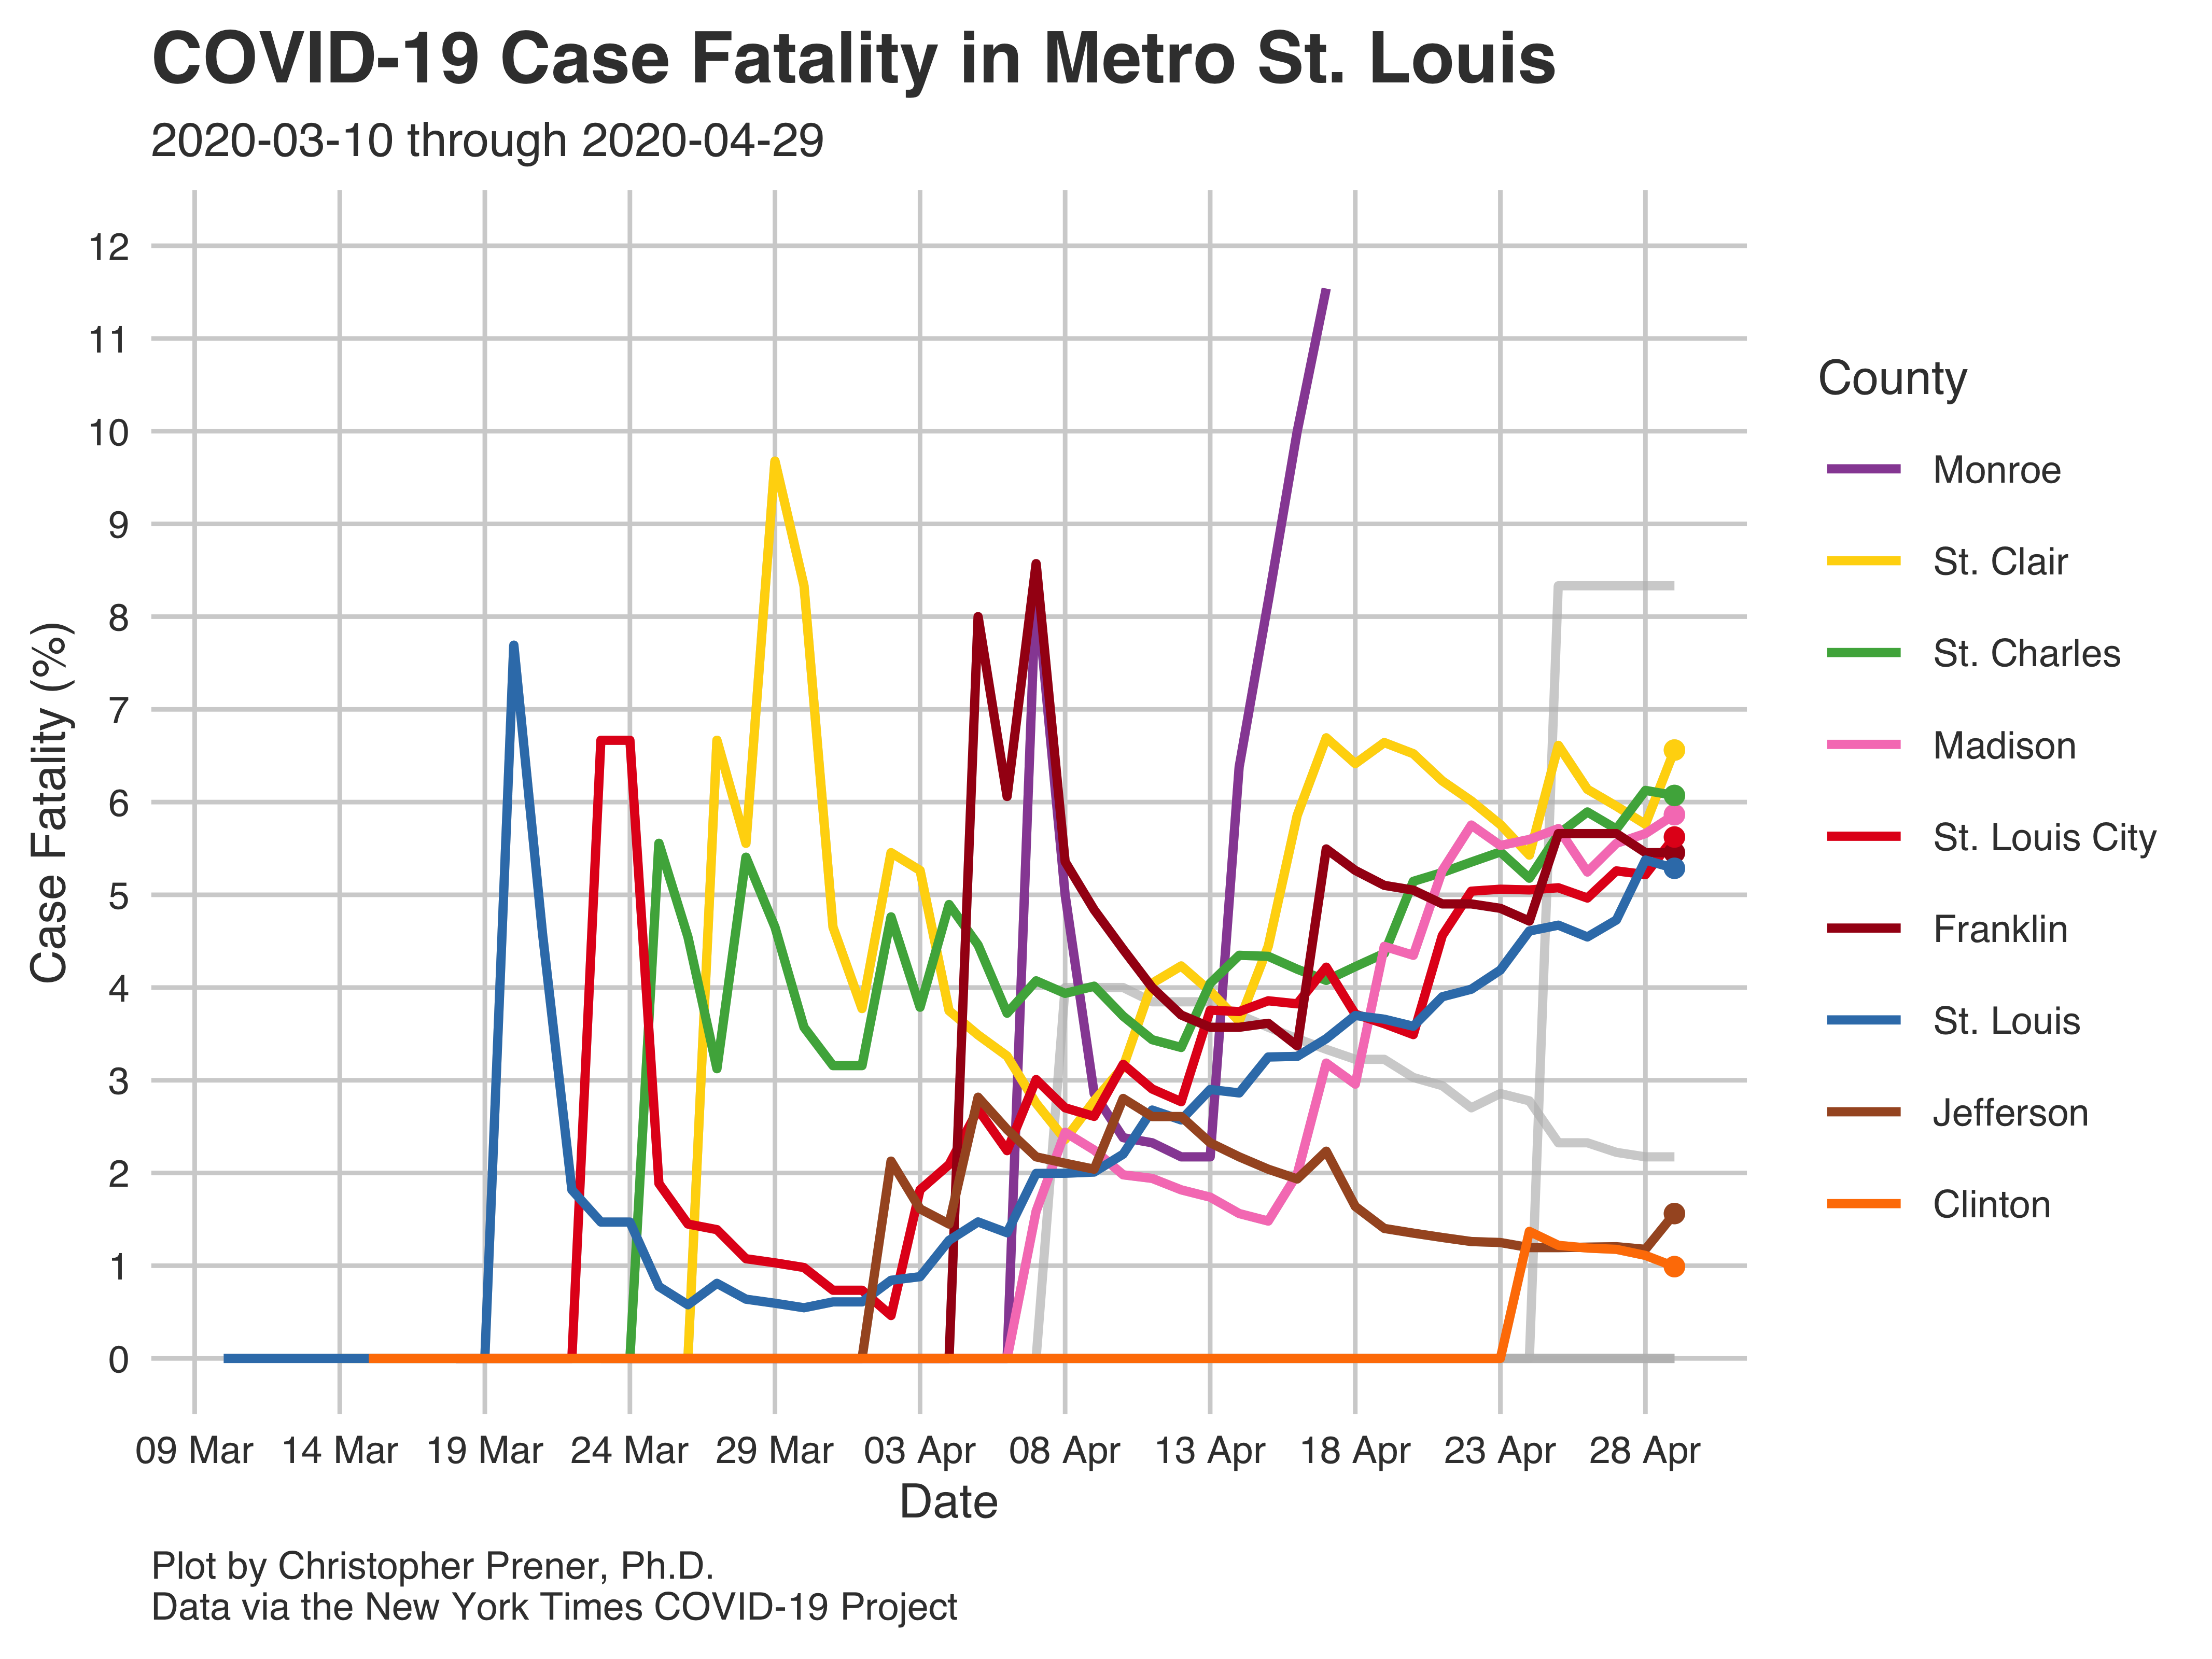 COVID-19 Case Fatality in Metro St. Louis
2020-03-10 through 2020-04-29
12
11
10
9
8
7
6
5
4
3
2
1
0
Case Fatality (%)
09 Mar 14 Mar 19 Mar 24 Mar 29 Mar 03 Apr 08 Apr 13 Apr 18 Apr 23 Apr 28 Apr
Date
County
Monroe
St. Clair
St. Charles
Madison
St. Louis City
Franklin
St. Louis
Jefferson
Clinton
Plot by Christopher Prener, Ph.D.
Data via the New York Times COVID-19 Project